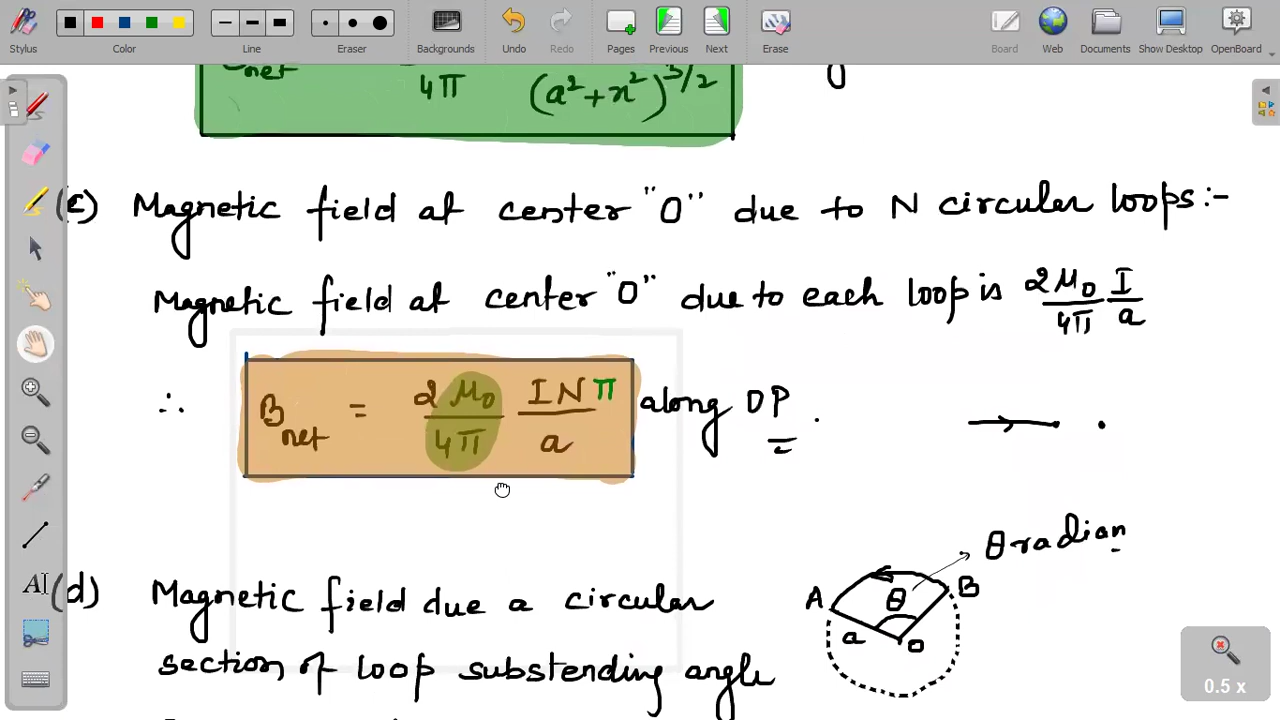 Stylus Color Line Eraser Backgrounds Undo Redo Pages Previous Next Erase Board Web Documents Show Desktop OpenBoard
net 4π (a²+x²)^3/2
(c) Magnetic field at center "O" due to N circular loops:-
Magnetic field at center "O" due to each loop is 2μ₀/4π I/a
∴ B net = 2μ₀/4π INπ/a along OP.
θ radian
A θ B
a O
(d) Magnetic field due a circular
section of loop substending angle
0.5 x